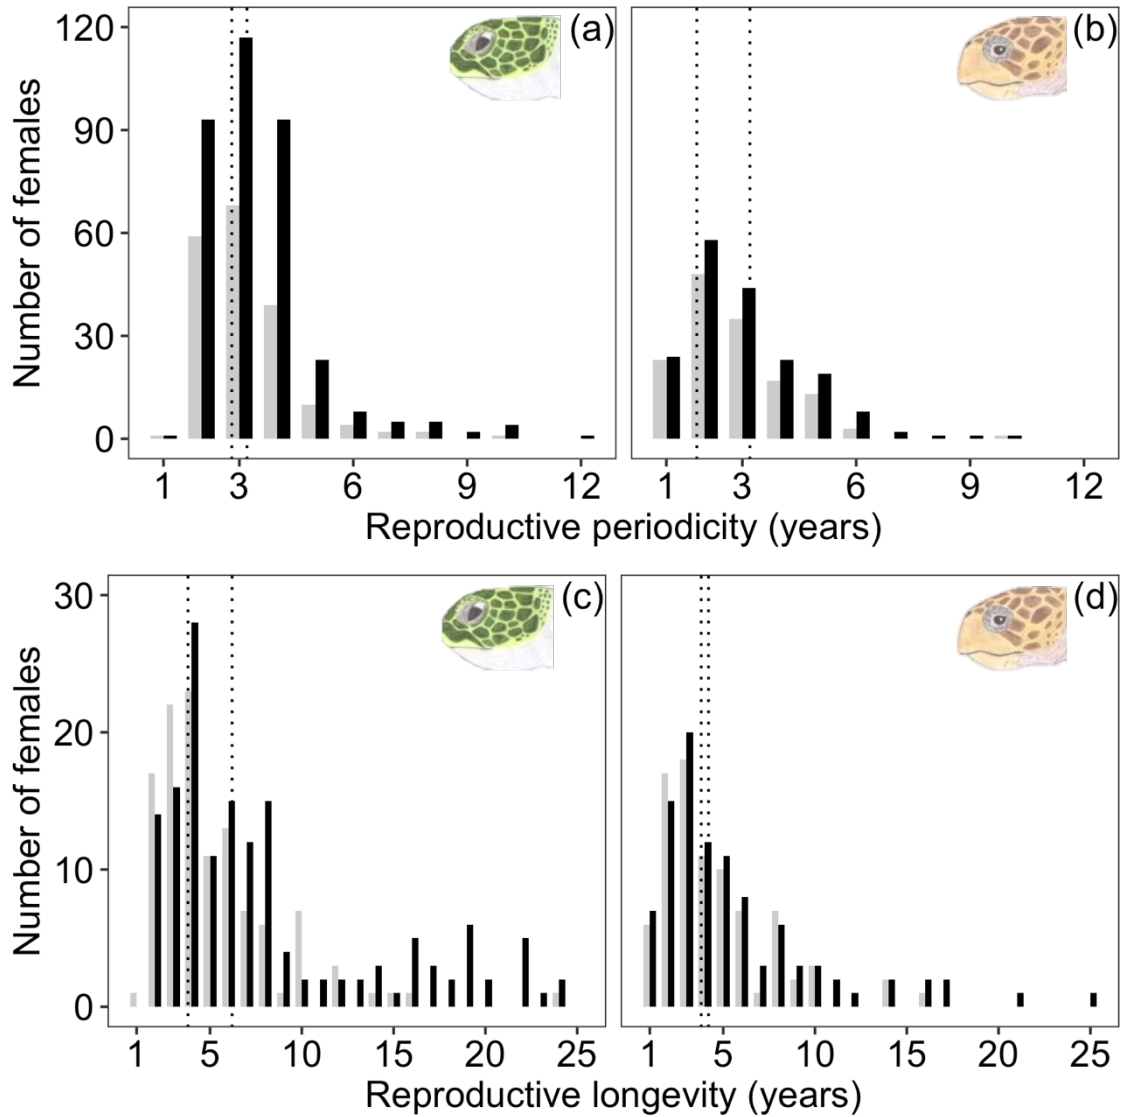 (a)
(b)
Number of females
120
90
60
30
0
1 3 6 9 12
1 3 6 9 12
Reproductive periodicity (years)
(c)
(d)
Number of females
30
20
10
0
1 5 10 15 20 25
1 5 10 15 20 25
Reproductive longevity (years)